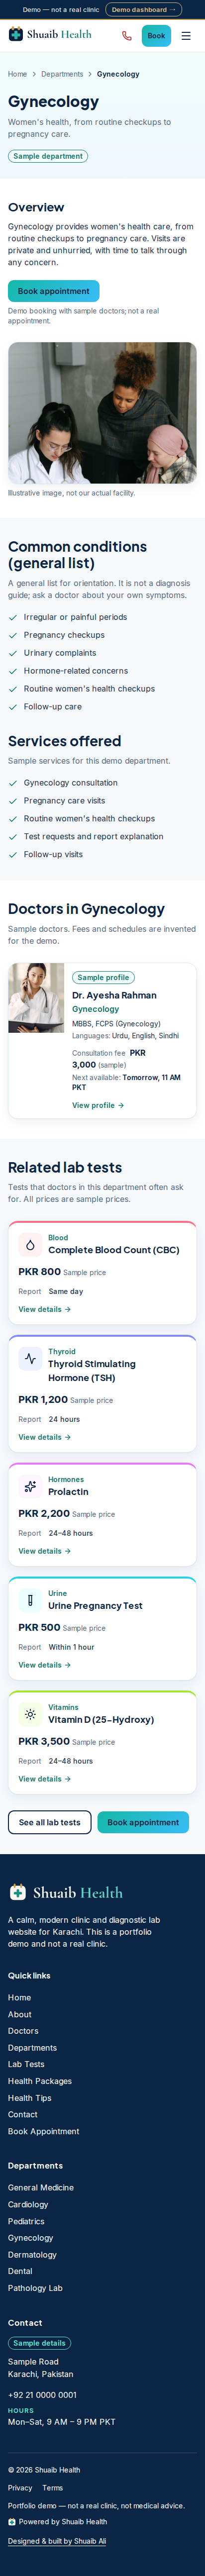 Demo — not a real clinic Demo dashboard →
Shuaib Health Book
Home > Departments > Gynecology
Gynecology
Women's health, from routine checkups to
pregnancy care.
Sample department
Overview
Gynecology provides women's health care, from
routine checkups to pregnancy care. Visits are
private and unhurried, with time to talk through
any concern.
Book appointment
Demo booking with sample doctors; not a real
appointment.
Illustrative image, not our actual facility.
Common conditions
(general list)
A general list for orientation. It is not a diagnosis
guide; ask a doctor about your own symptoms.
Irregular or painful periods
Pregnancy checkups
Urinary complaints
Hormone-related concerns
Routine women's health checkups
Follow-up care
Services offered
Sample services for this demo department.
Gynecology consultation
Pregnancy care visits
Routine women's health checkups
Test requests and report explanation
Follow-up visits
Doctors in Gynecology
Sample doctors. Fees and schedules are invented
for the demo.
Sample profile
Dr. Ayesha Rahman
Gynecology
MBBS, FCPS (Gynecology)
Languages: Urdu, English, Sindhi
Consultation fee PKR
3,000 (sample)
Next available: Tomorrow, 11 AM
PKT
View profile →
Related lab tests
Tests that doctors in this department often ask
for. All prices are sample prices.
Blood
Complete Blood Count (CBC)
PKR 800 Sample price
Report Same day
View details →
Thyroid
Thyroid Stimulating
Hormone (TSH)
PKR 1,200 Sample price
Report 24 hours
View details →
Hormones
Prolactin
PKR 2,200 Sample price
Report 24–48 hours
View details →
Urine
Urine Pregnancy Test
PKR 500 Sample price
Report Within 1 hour
View details →
Vitamins
Vitamin D (25-Hydroxy)
PKR 3,500 Sample price
Report 24–48 hours
View details →
See all lab tests Book appointment
Shuaib Health
A calm, modern clinic and diagnostic lab
website for Karachi. This is a portfolio
demo and not a real clinic.
Quick links
Home
About
Doctors
Departments
Lab Tests
Health Packages
Health Tips
Contact
Book Appointment
Departments
General Medicine
Cardiology
Pediatrics
Gynecology
Dermatology
Dental
Pathology Lab
Contact
Sample details
Sample Road
Karachi, Pakistan
+92 21 0000 0001
HOURS
Mon–Sat, 9 AM – 9 PM PKT
© 2026 Shuaib Health
Privacy Terms
Portfolio demo — not a real clinic, not medical advice.
Powered by Shuaib Health
Designed & built by Shuaib Ali